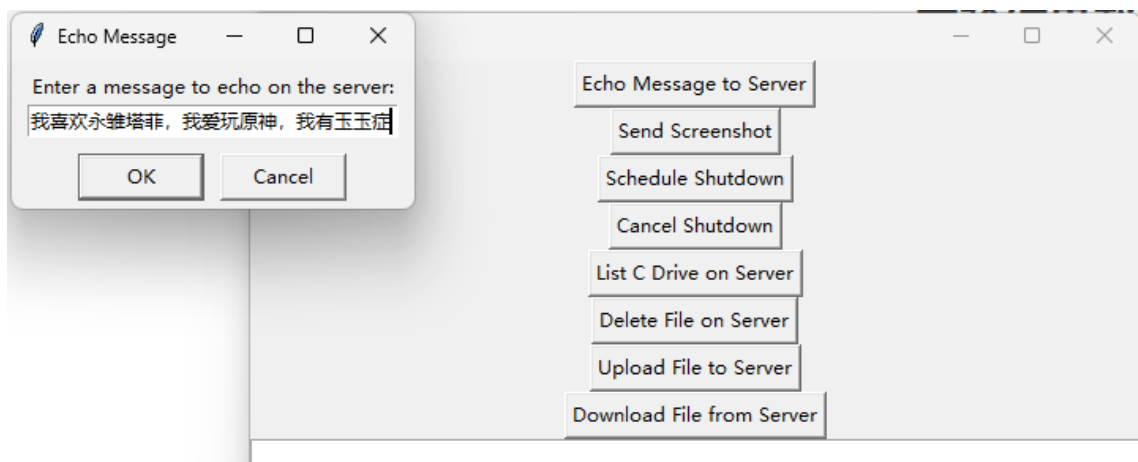 Echo Message
Enter a message to echo on the server:
我喜欢永雏塔菲，我爱玩原神，我有玉玉症
OK
Cancel
Echo Message to Server
Send Screenshot
Schedule Shutdown
Cancel Shutdown
List C Drive on Server
Delete File on Server
Upload File to Server
Download File from Server